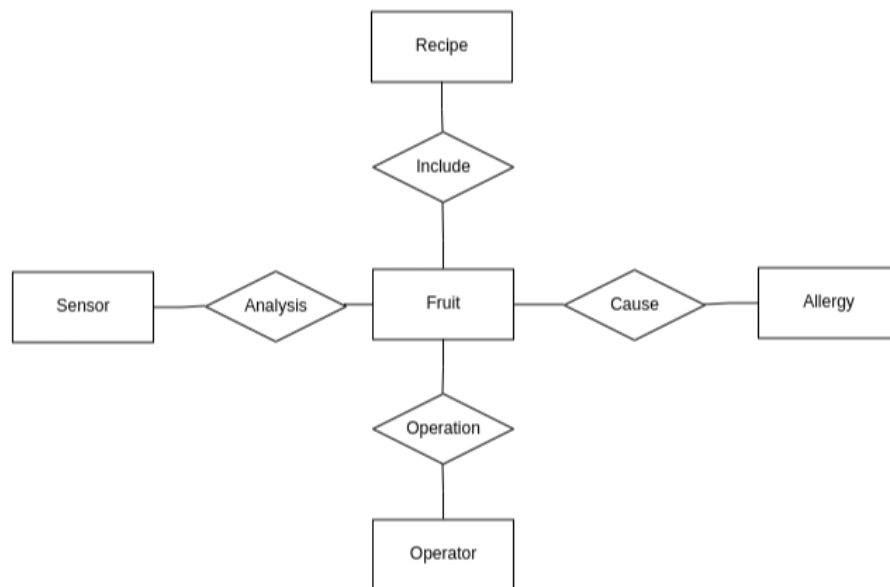 Recipe
Include
Sensor
Analysis
Fruit
Cause
Allergy
Operation
Operator